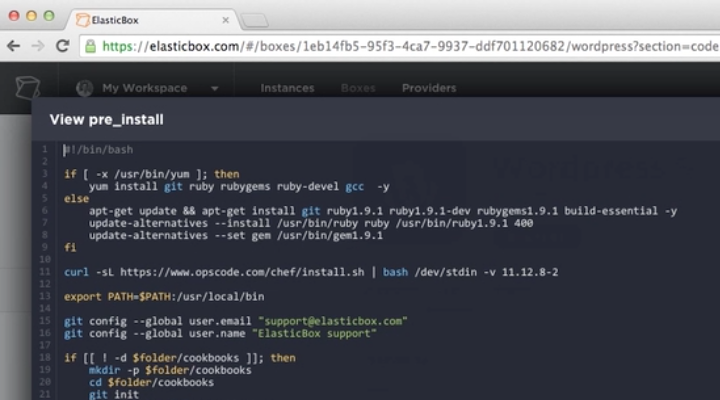 ElasticBox
https://elasticbox.com/#/boxes/1eb14fb5-95f3-4ca7-9937-ddf701120682/wordpress?section=code
My Workspace Instances Boxes Providers
View pre_install
1 #!/bin/bash
2
3 if [ -x /usr/bin/yum ]; then
4 yum install git ruby rubygems ruby-devel gcc -y
5 else
6 apt-get update && apt-get install git ruby1.9.1 ruby1.9.1-dev rubygems1.9.1 build-essential -y
7 update-alternatives --install /usr/bin/ruby ruby /usr/bin/ruby1.9.1 400
8 update-alternatives --set gem /usr/bin/gem1.9.1
9 fi
10
11 curl -sL https://www.opscode.com/chef/install.sh | bash /dev/stdin -v 11.12.8-2
12
13 export PATH=$PATH:/usr/local/bin
14
15 git config --global user.email "support@elasticbox.com"
16 git config --global user.name "ElasticBox support"
17
18 if [[ ! -d $folder/cookbooks ]]; then
19 mkdir -p $folder/cookbooks
20 cd $folder/cookbooks
21 git init